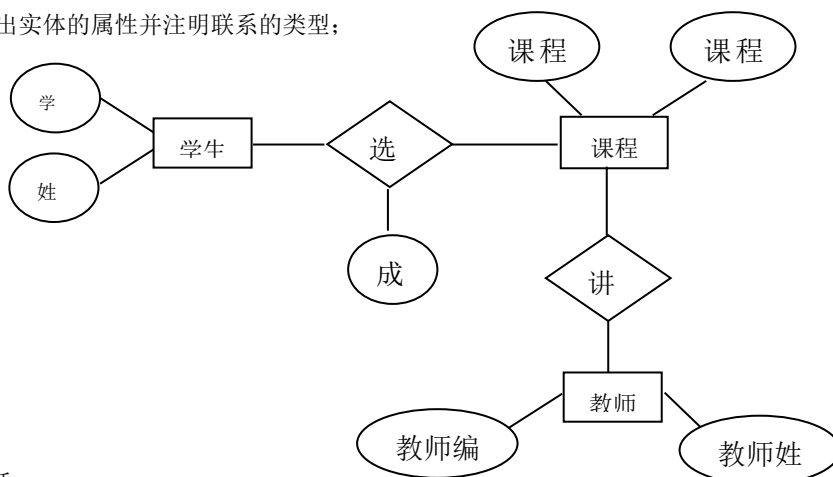 出实体的属性并注明联系的类型;
课程
课程
学
学生
选
课程
姓
成
讲
教师
教师编
教师姓